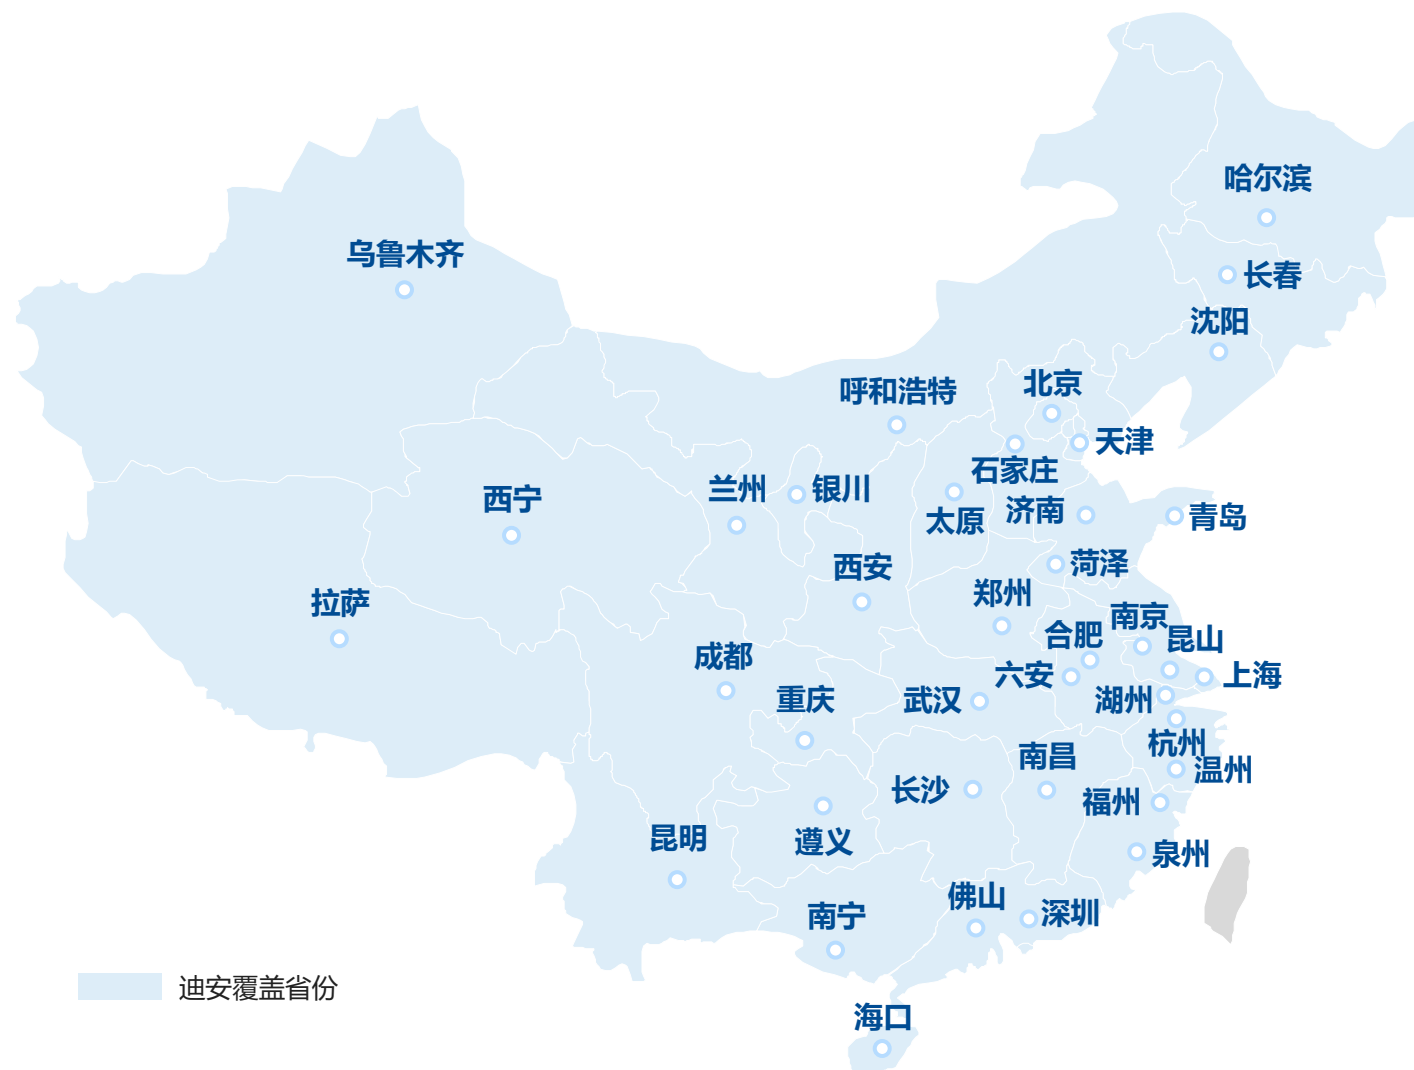 哈尔滨
乌鲁木齐
长春
沈阳
北京
呼和浩特
天津
石家庄
兰州
银川
西宁
太原
济南
青岛
西安
菏泽
郑州
拉萨
南京
合肥
昆山
成都
六安
上海
重庆
武汉
湖州
杭州
南昌
温州
长沙
福州
昆明
遵义
泉州
佛山
深圳
南宁
迪安覆盖省份
海口